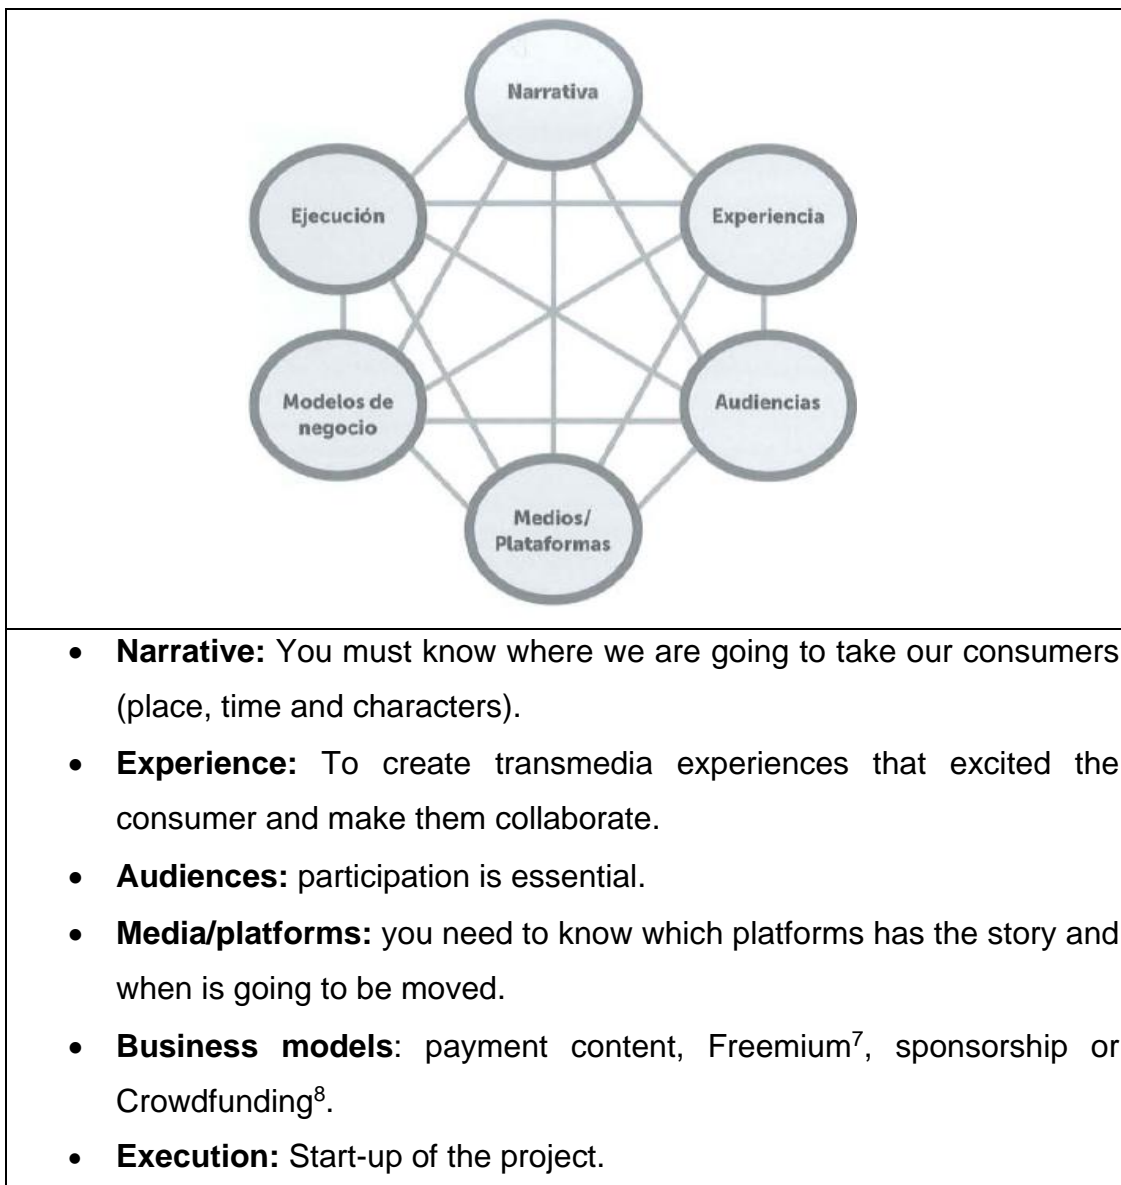 Narrativa
Ejecución
Experiencia
Modelos de
negocio
Audiencias
Medios/
Plataformas
• Narrative: You must know where we are going to take our consumers
(place, time and characters).
• Experience: To create transmedia experiences that excited the
consumer and make them collaborate.
• Audiences: participation is essential.
• Media/platforms: you need to know which platforms has the story and
when is going to be moved.
• Business models: payment content, Freemium⁷, sponsorship or
Crowdfunding⁸.
• Execution: Start-up of the project.